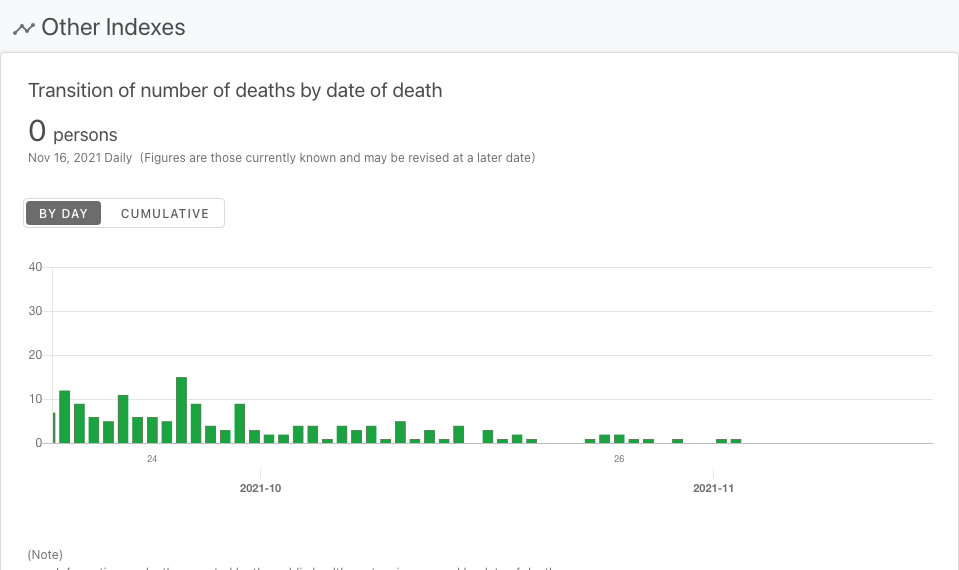 Other Indexes
Transition of number of deaths by date of death
0 persons
Nov 16, 2021 Daily (Figures are those currently known and may be revised at a later date)
BY DAY CUMULATIVE
40
30
20
10
0
24 26
2021-10 2021-11
(Note)